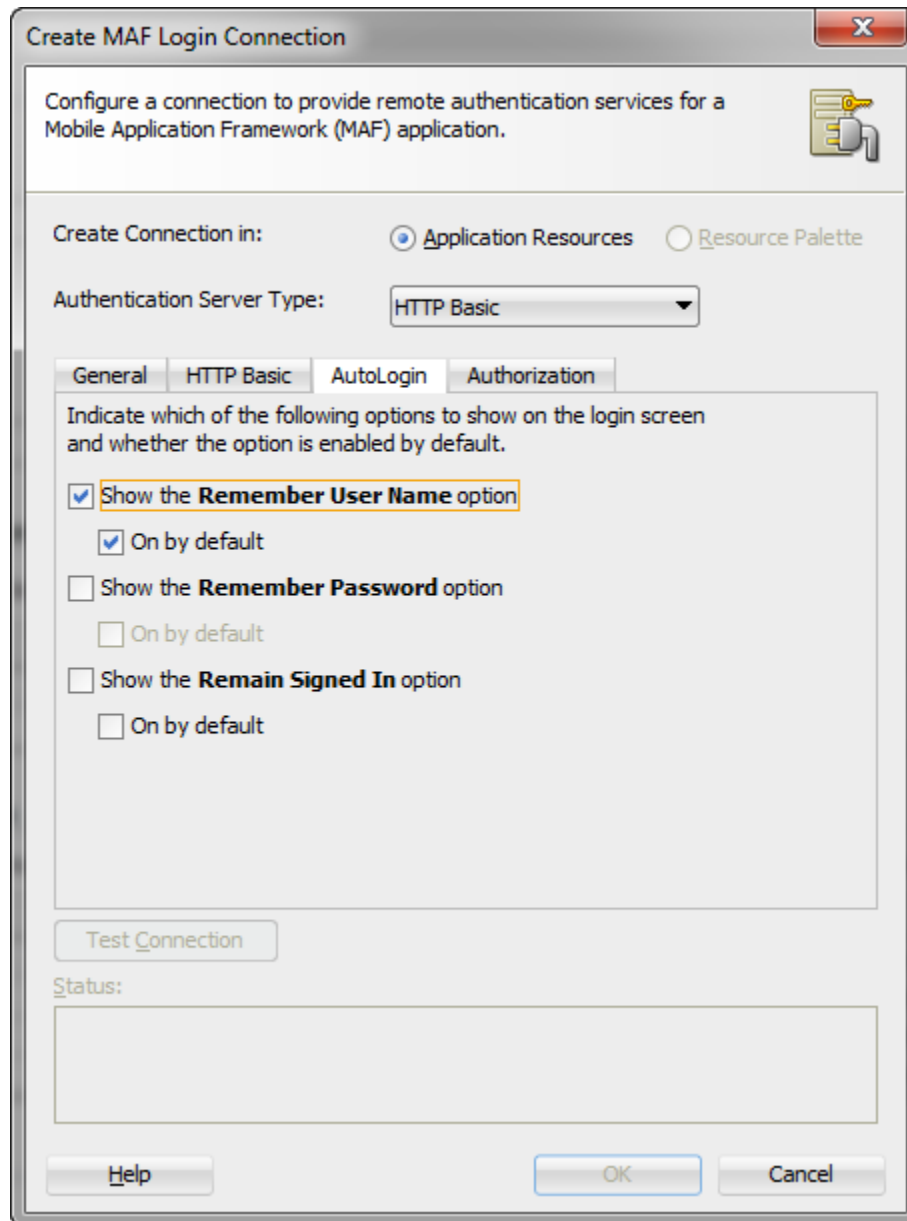 Create MAF Login Connection
Configure a connection to provide remote authentication services for a
Mobile Application Framework (MAF) application.
Create Connection in:
Application Resources
Resource Palette
Authentication Server Type:
HTTP Basic
General
HTTP Basic
AutoLogin
Authorization
Indicate which of the following options to show on the login screen
and whether the option is enabled by default.
Show the Remember User Name option
On by default
Show the Remember Password option
On by default
Show the Remain Signed In option
On by default
Test Connection
Status:
Help
OK
Cancel